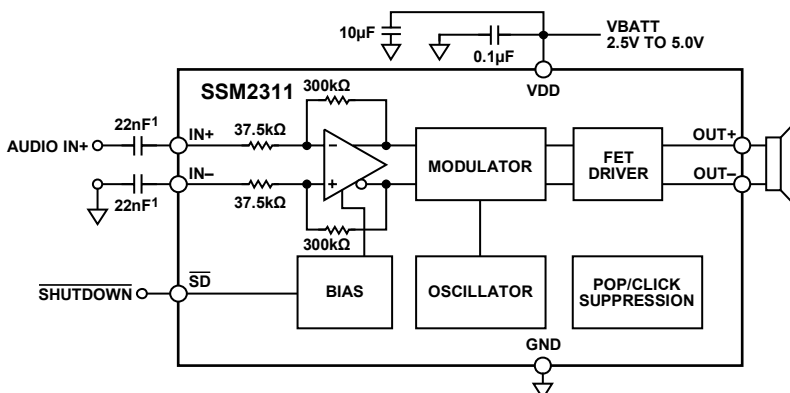 10µF
0.1µF
VBATT
2.5V TO 5.0V
VDD
SSM2311
300kΩ
22nF1
IN+
37.5kΩ
AUDIO IN+
−
+
MODULATOR
FET
DRIVER
OUT+
IN−
OUT−
22nF1
37.5kΩ
300kΩ
SHUTDOWN
SD
BIAS
OSCILLATOR
POP/CLICK
SUPPRESSION
GND